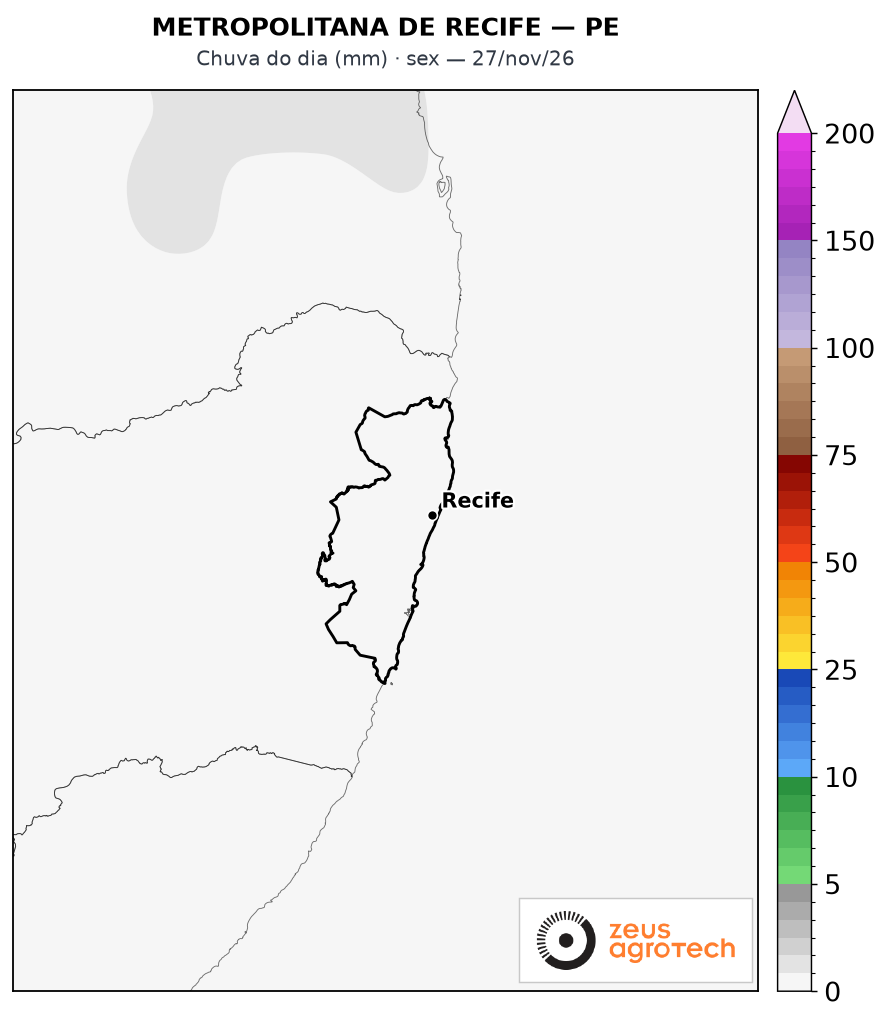 METROPOLITANA DE RECIFE — PE
Chuva do dia (mm) · sex — 27/nov/26
200
150
100
75
50
25
10
5
0
Recife
zeus
agrotech